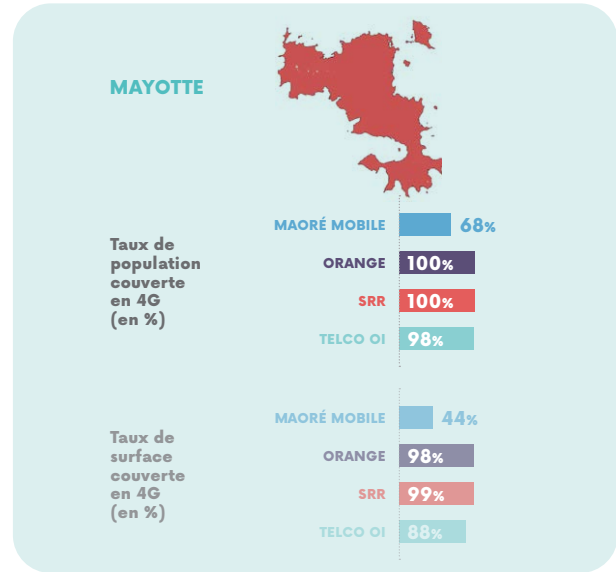 MAYOTTE
Taux de
population
couverte
en 4G
(en %)
MAORÉ MOBILE 68%
ORANGE 100%
SRR 100%
TELCO OI 98%
Taux de
surface
couverte
en 4G
(en %)
MAORÉ MOBILE 44%
ORANGE 98%
SRR 99%
TELCO OI 88%